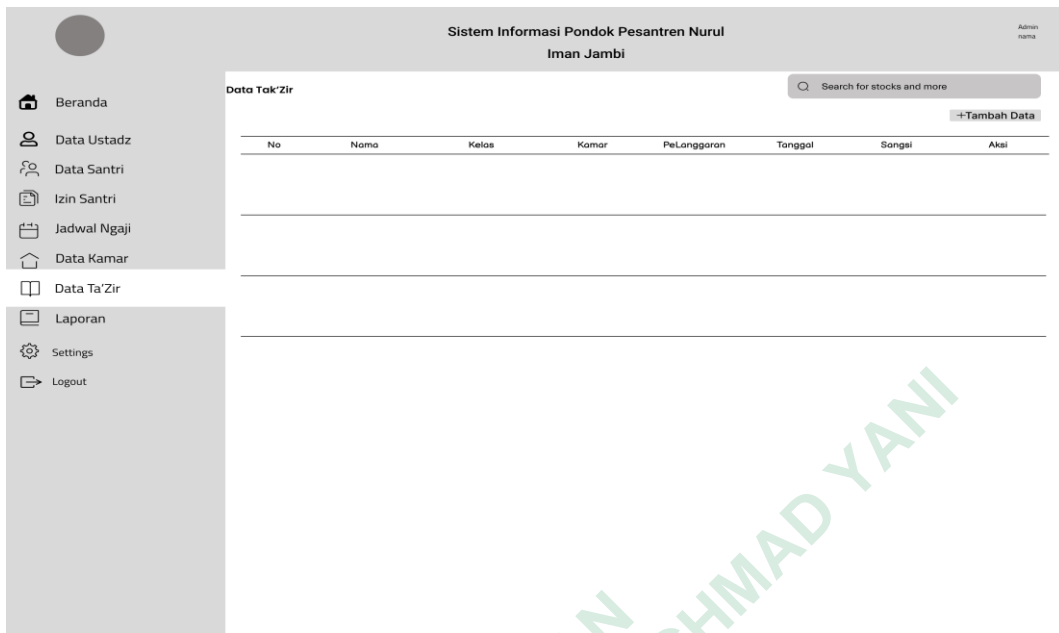 Sistem Informasi Pondok Pesantren Nurul
Iman Jambi
Admin
nama
Beranda
Data Ustadz
Data Santri
Izin Santri
Jadwal Ngaji
Data Kamar
Data Ta'Zir
Laporan
Settings
Logout
Data Tak'Zir
Search for stocks and more
+Tambah Data
No Nama Kelas Kamar PeLanggaran Tanggal Sangsi Aksi
YANI